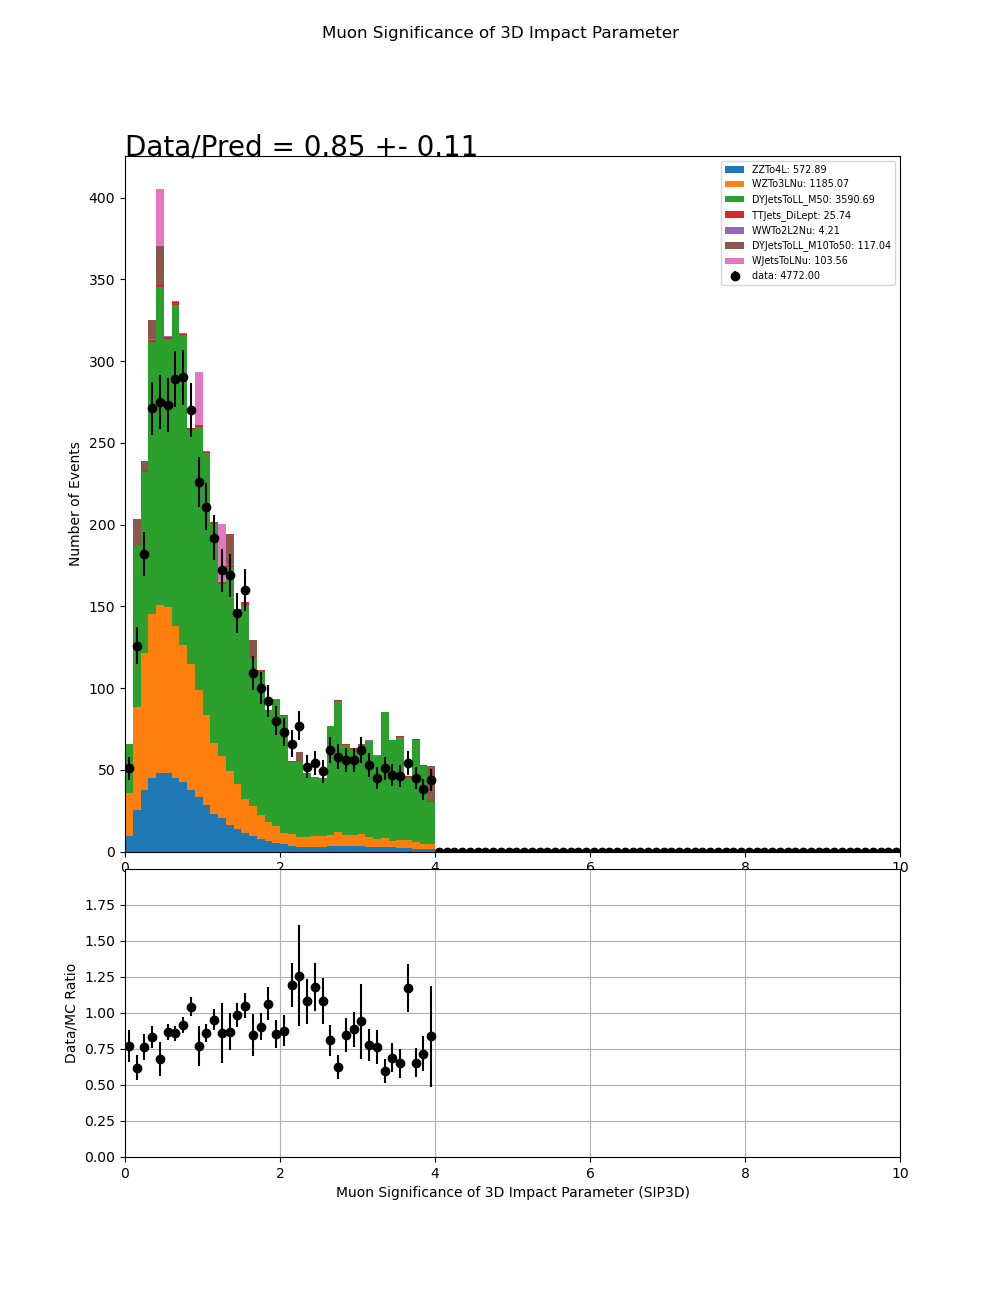 Muon Significance of 3D Impact Parameter
Data/Pred = 0.85 +- 0.11
ZZTo4L: 572.89
WZTo3LNu: 1185.07
DYJetsToLL_M50: 3590.69
TTJets_DiLept: 25.74
WWTo2L2Nu: 4.21
DYJetsToLL_M10To50: 117.04
WJetsToLNu: 103.56
data: 4772.00
400
350
300
250
200
150
100
50
0
Number of Events
0 2 4 6 8 10
1.75
1.50
1.25
1.00
0.75
0.50
0.25
0.00
Data/MC Ratio
0 2 4 6 8 10
Muon Significance of 3D Impact Parameter (SIP3D)